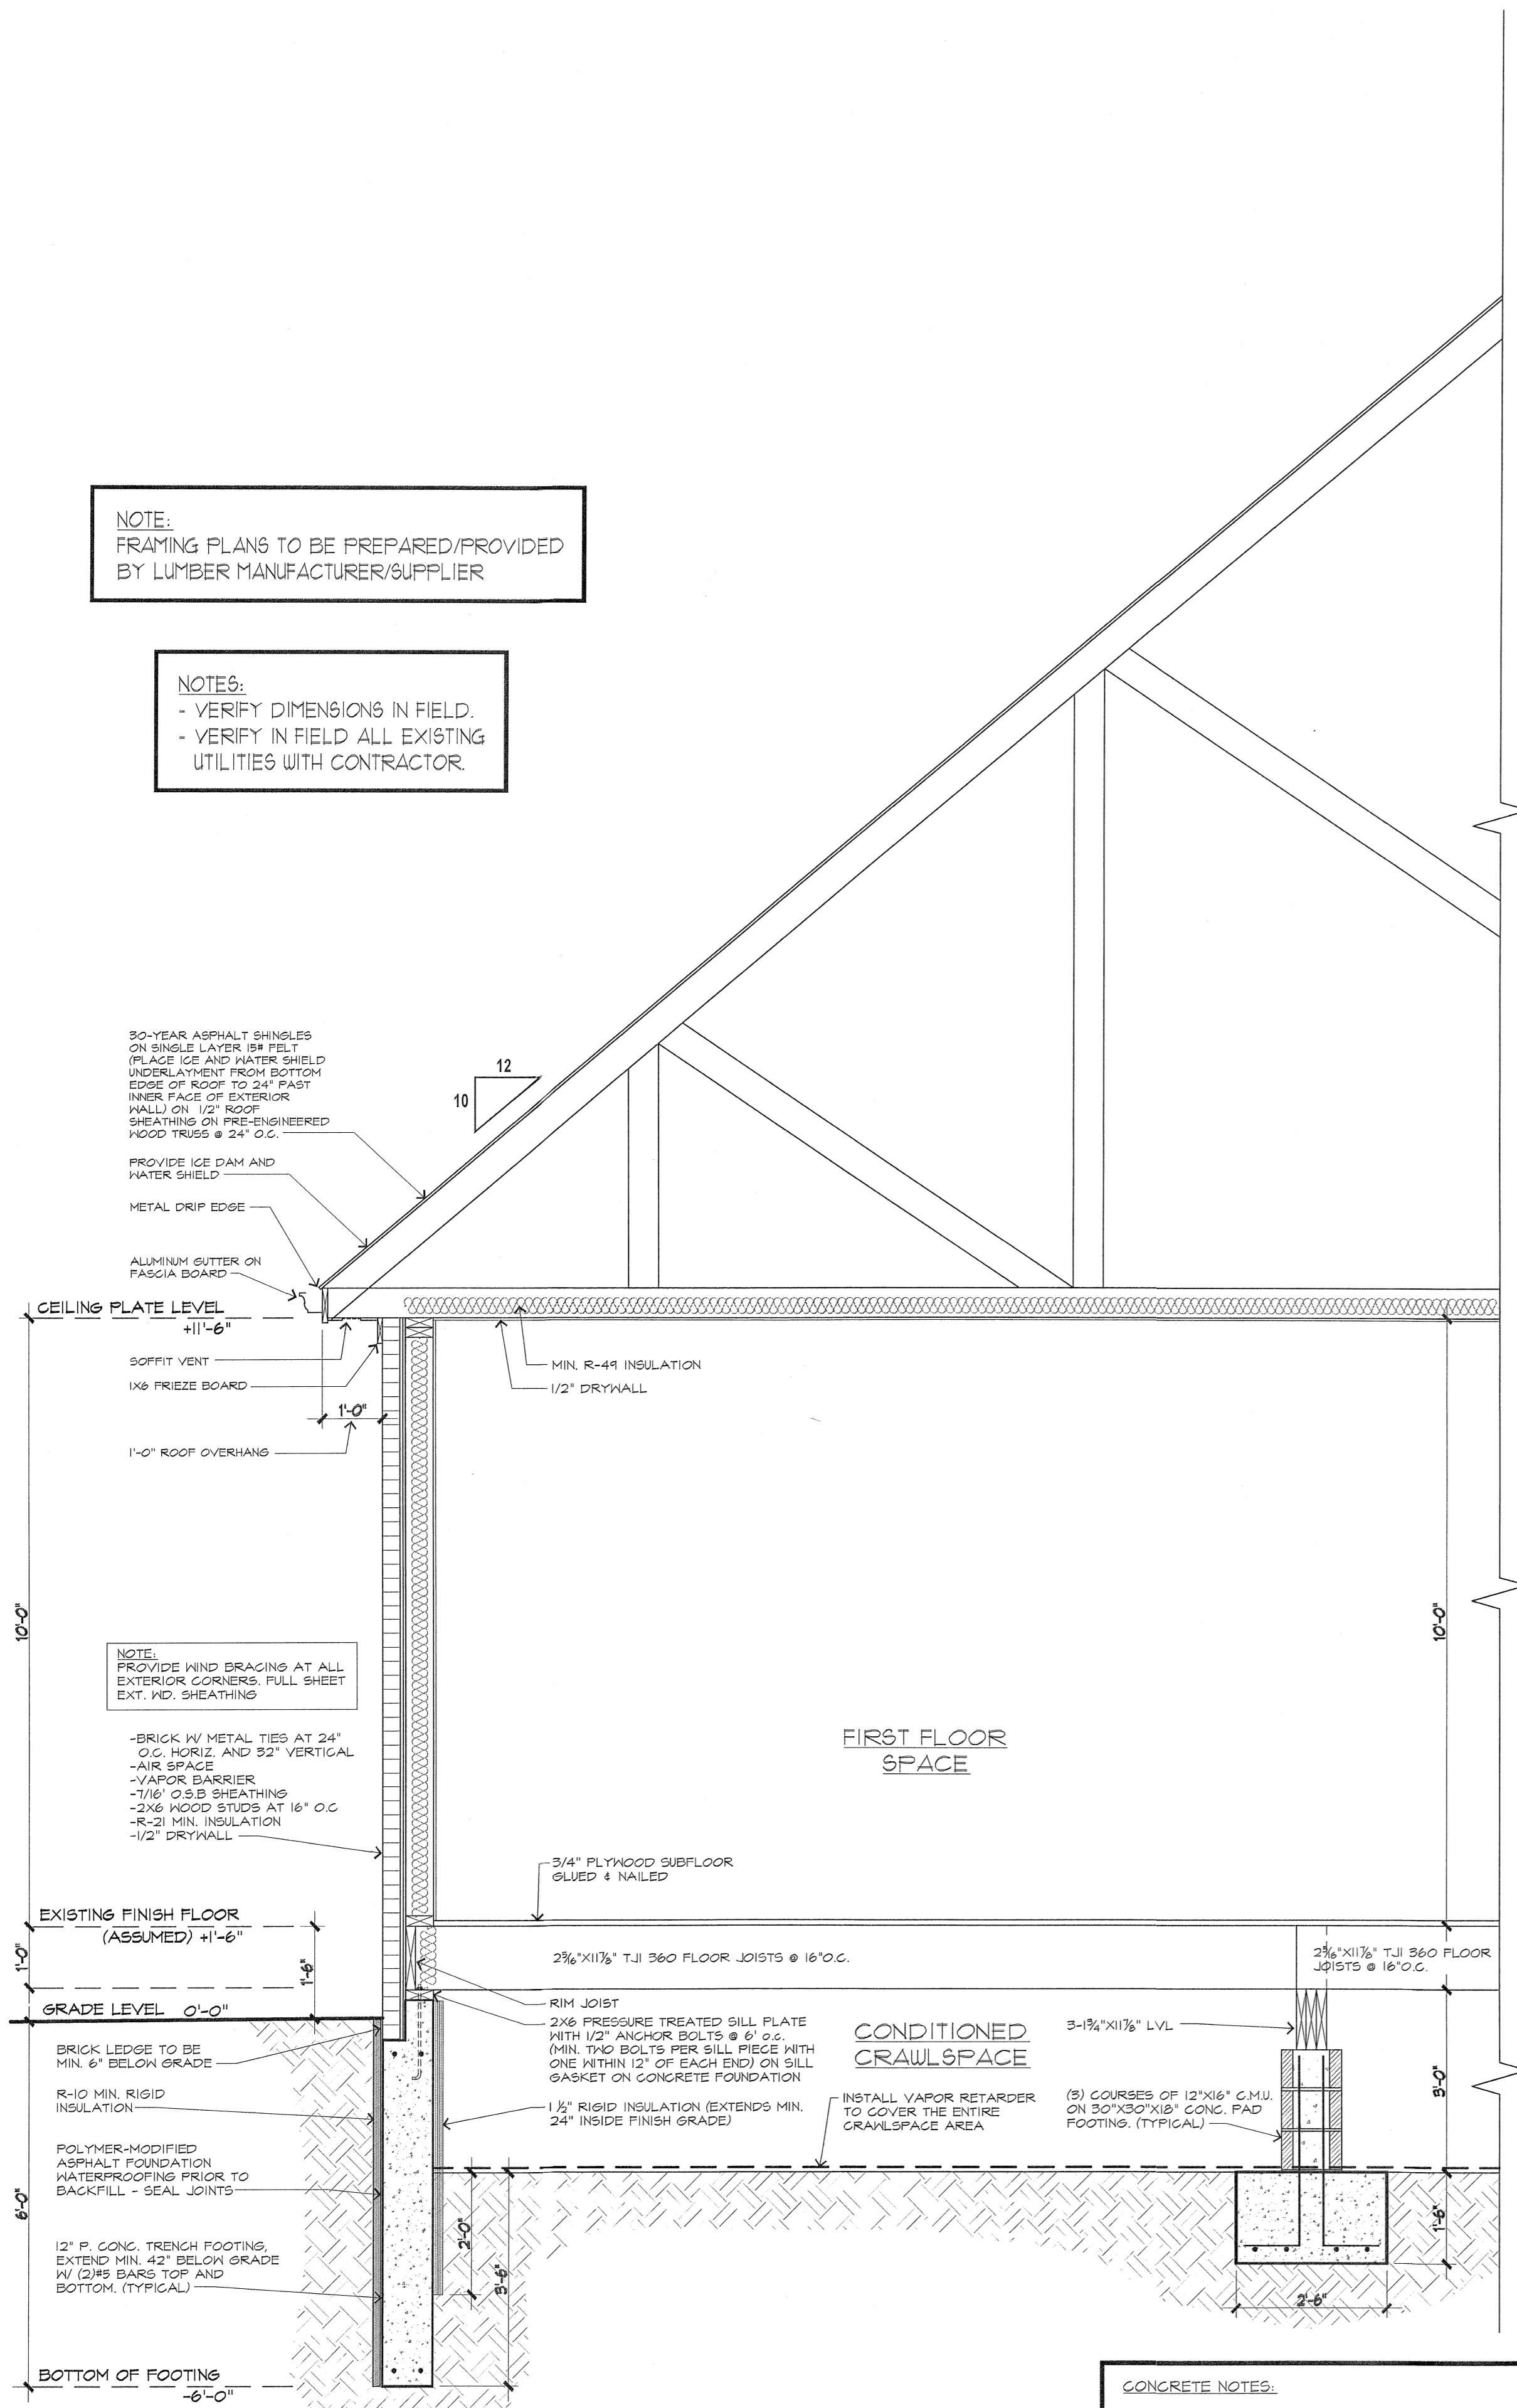 NOTE:
FRAMING PLANS TO BE PREPARED/PROVIDED
BY LUMBER MANUFACTURER/SUPPLIER
NOTES:
- VERIFY DIMENSIONS IN FIELD.
- VERIFY IN FIELD ALL EXISTING
UTILITIES WITH CONTRACTOR.
30-YEAR ASPHALT SHINGLES
ON SINGLE LAYER 15# FELT
(PLACE ICE AND WATER SHIELD
UNDERLAYMENT FROM BOTTOM
EDGE OF ROOF TO 24" PAST
INNER FACE OF EXTERIOR
WALL) ON 1/2" ROOF
SHEATHING ON PRE-ENGINEERED
WOOD TRUSS @ 24" O.C.
12
10
PROVIDE ICE DAM AND
WATER SHIELD
METAL DRIP EDGE
ALUMINUM GUTTER ON
FASCIA BOARD
CEILING PLATE LEVEL
+11'-6"
SOFFIT VENT
1X6 FRIEZE BOARD
1'-0"
1'-0" ROOF OVERHANG
MIN. R-49 INSULATION
1/2" DRYWALL
10'-0"
10'-0"
NOTE:
PROVIDE WIND BRACING AT ALL
EXTERIOR CORNERS. FULL SHEET
EXT. WD. SHEATHING
-BRICK W/ METAL TIES AT 24"
O.C. HORIZ. AND 32" VERTICAL
-AIR SPACE
-VAPOR BARRIER
-7/16' O.S.B SHEATHING
-2X6 WOOD STUDS AT 16" O.C
-R-21 MIN. INSULATION
-1/2" DRYWALL
FIRST FLOOR
SPACE
3/4" PLYWOOD SUBFLOOR
GLUED & NAILED
EXISTING FINISH FLOOR
(ASSUMED) +1'-6"
1'-0"
1'-6"
2 5/16"X11 7/8" TJI 360 FLOOR JOISTS @ 16"O.C.
2 5/16"X11 7/8" TJI 360 FLOOR
JOISTS @ 16"O.C.
GRADE LEVEL 0'-0"
RIM JOIST
2X6 PRESSURE TREATED SILL PLATE
WITH 1/2" ANCHOR BOLTS @ 6' O.C.
(MIN. TWO BOLTS PER SILL PIECE WITH
ONE WITHIN 12" OF EACH END) ON SILL
GASKET ON CONCRETE FOUNDATION
1 1/2" RIGID INSULATION (EXTENDS MIN.
24" INSIDE FINISH GRADE)
CONDITIONED
CRAWLSPACE
INSTALL VAPOR RETARDER
TO COVER THE ENTIRE
CRAWLSPACE AREA
3-1 3/4"X11 7/8" LVL
(3) COURSES OF 12"X16" C.M.U.
ON 30"X30"X18" CONC. PAD
FOOTING. (TYPICAL)
3'-0"
BRICK LEDGE TO BE
MIN. 6" BELOW GRADE
R-10 MIN. RIGID
INSULATION
POLYMER-MODIFIED
ASPHALT FOUNDATION
WATERPROOFING PRIOR TO
BACKFILL - SEAL JOINTS
6'-0"
12" P. CONC. TRENCH FOOTING,
EXTEND MIN. 42" BELOW GRADE
W/ (2)#5 BARS TOP AND
BOTTOM. (TYPICAL)
2'-0"
3'-6"
1'-6"
2'-6"
BOTTOM OF FOOTING
-6'-0"
CONCRETE NOTES: